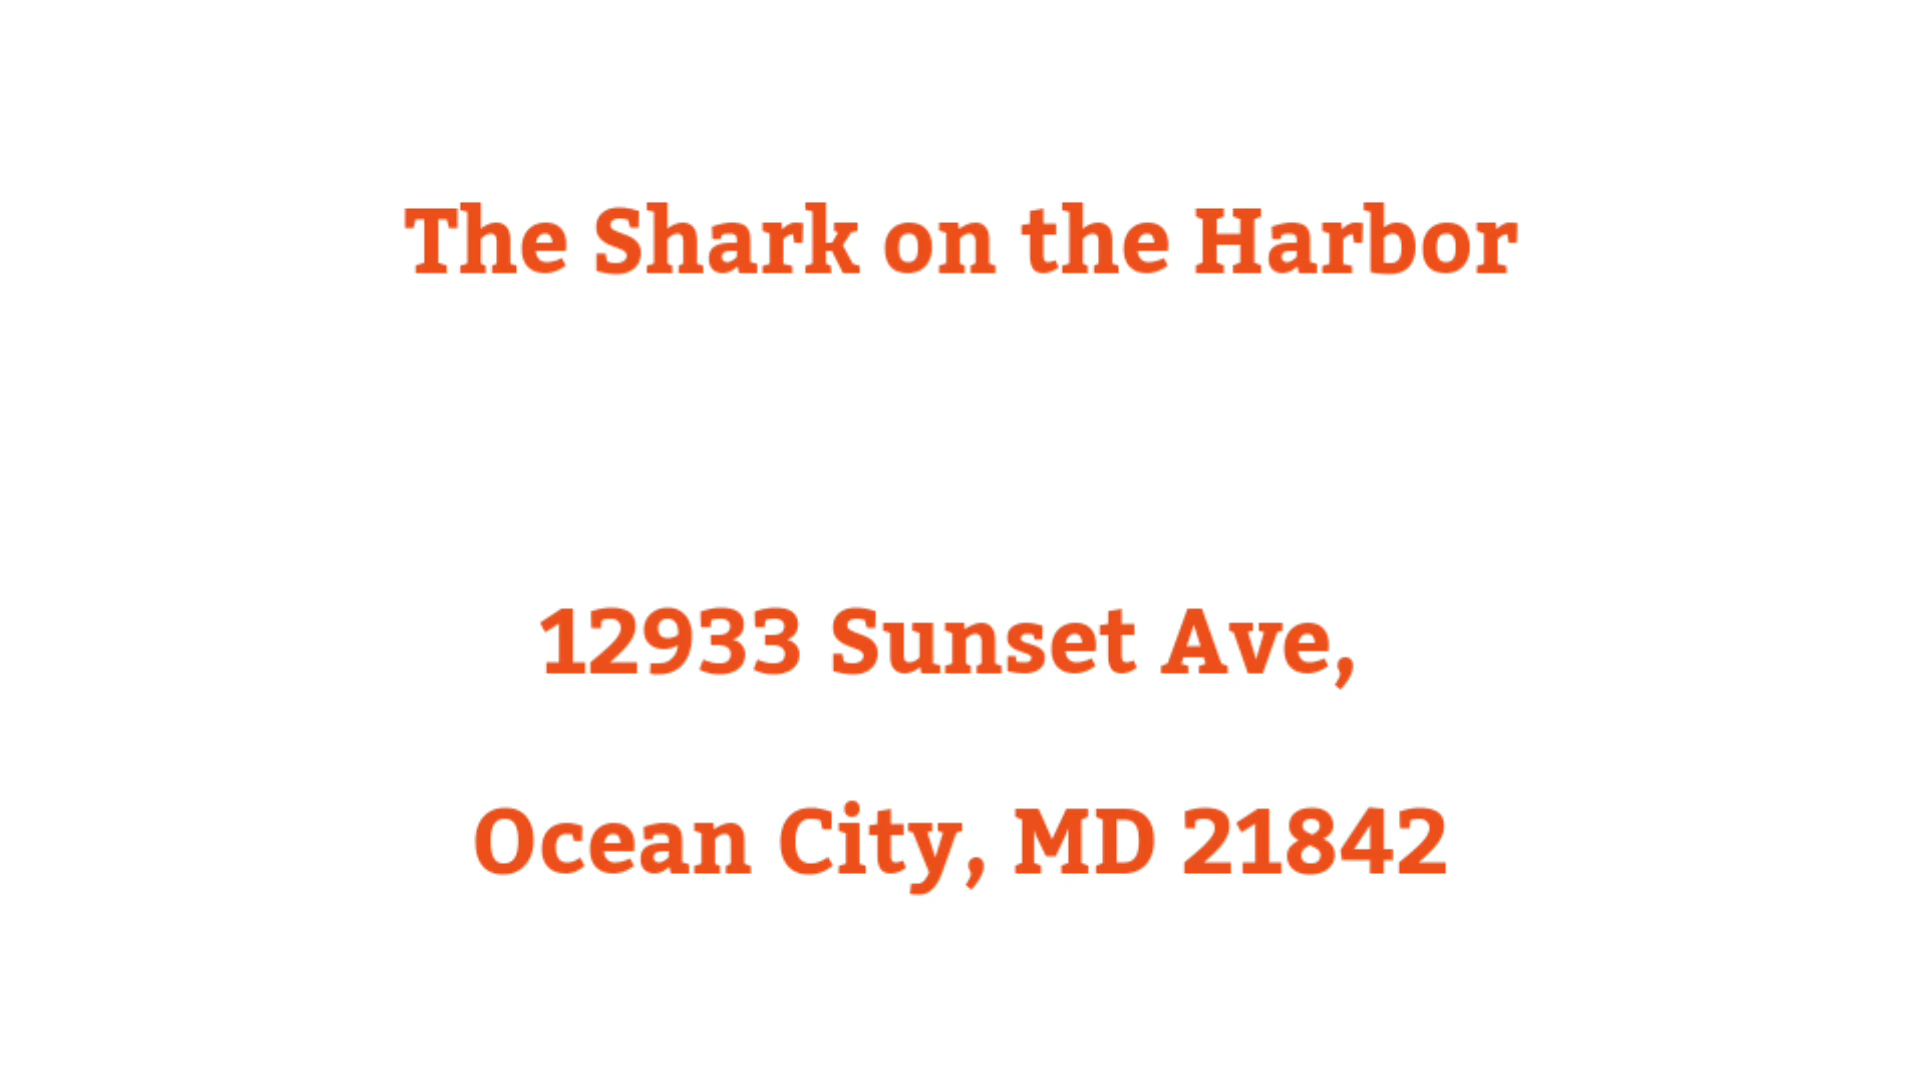 The Shark on the Harbor
12933 Sunset Ave,
Ocean City, MD 21842